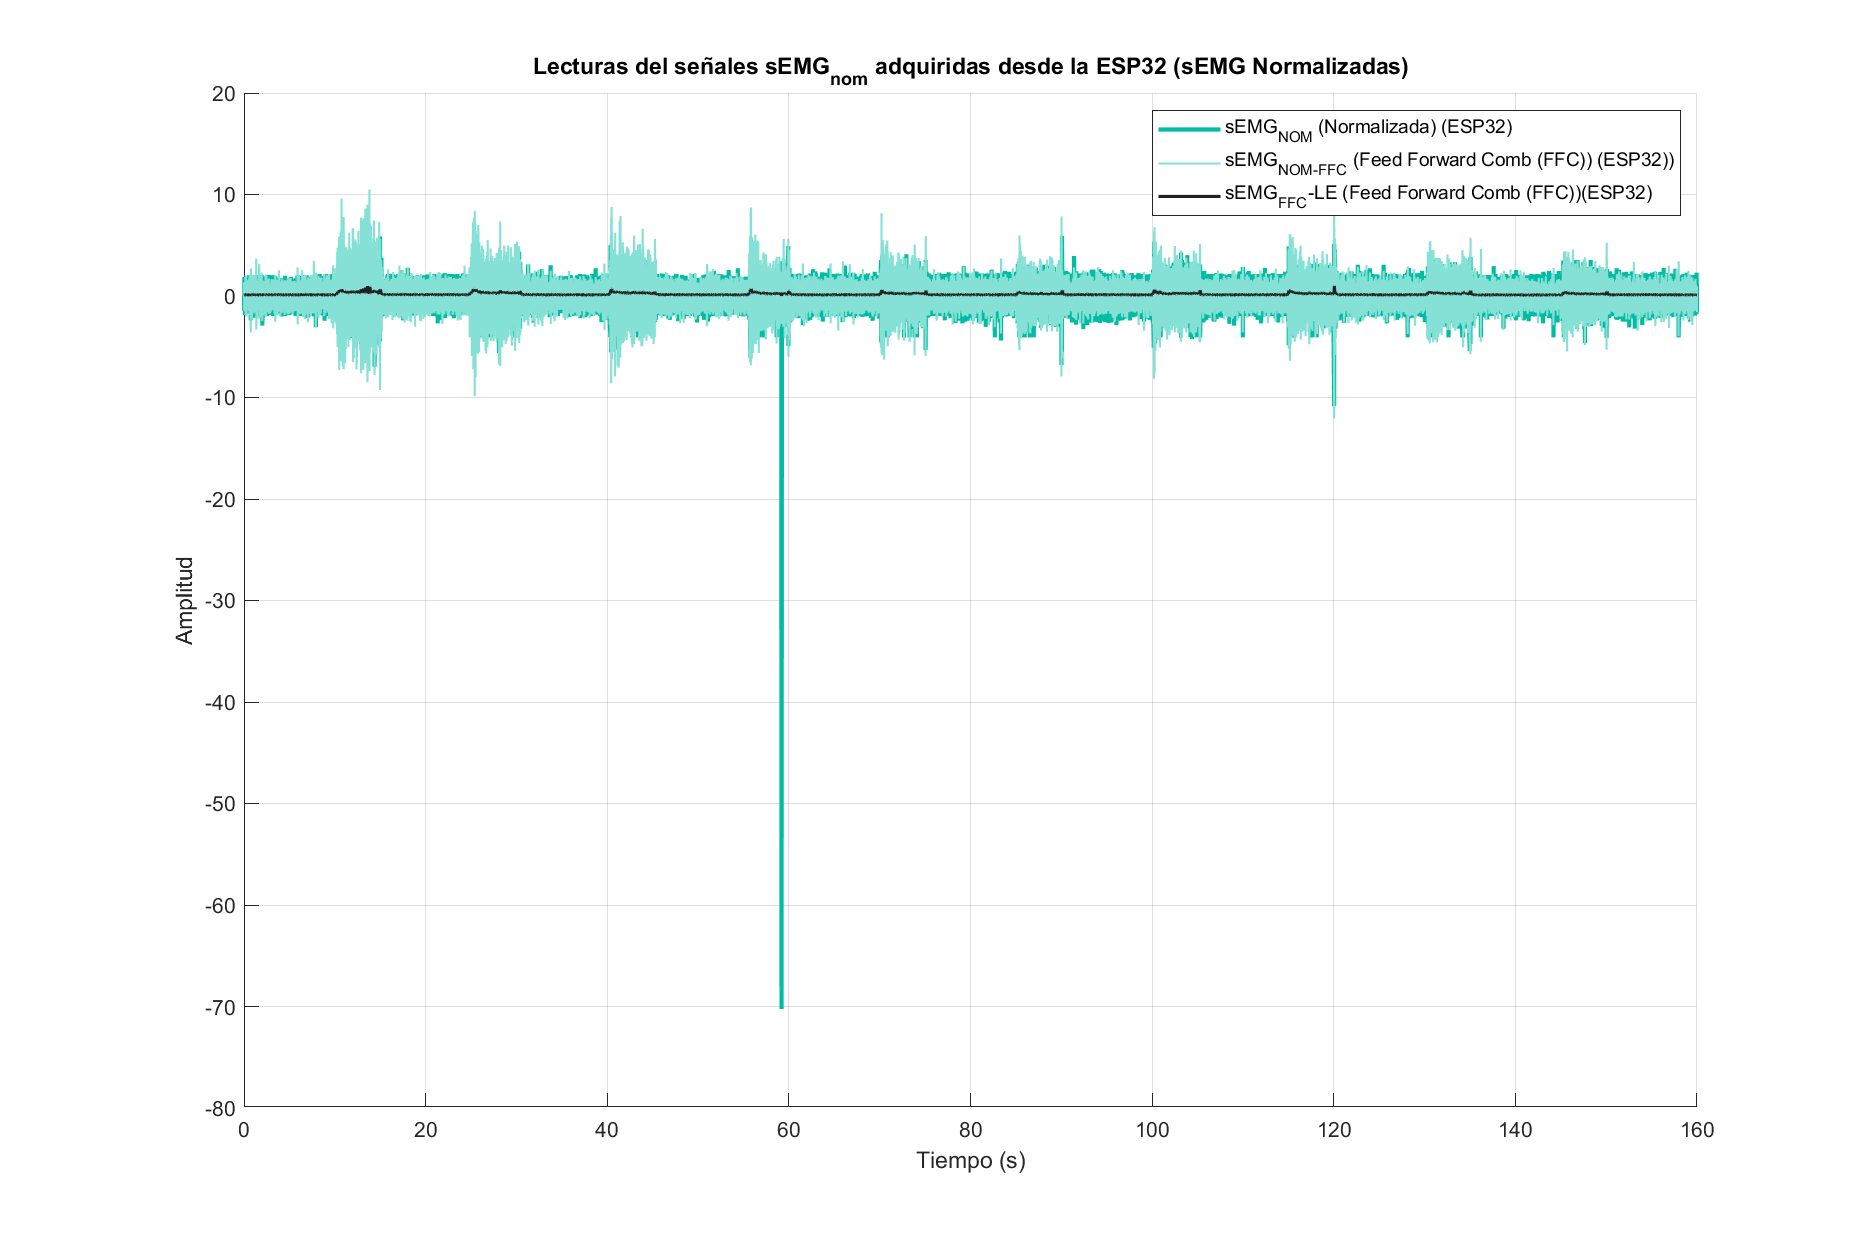 Lecturas del señales sEMGnom adquiridas desde la ESP32 (sEMG Normalizadas)
sEMGNOM (Normalizada) (ESP32)
sEMGNOM-FFC (Feed Forward Comb (FFC)) (ESP32))
sEMGFFC-LE (Feed Forward Comb (FFC))(ESP32)
20
10
0
-10
-20
-30
-40
-50
-60
-70
-80
Amplitud
0 20 40 60 80 100 120 140 160
Tiempo (s)